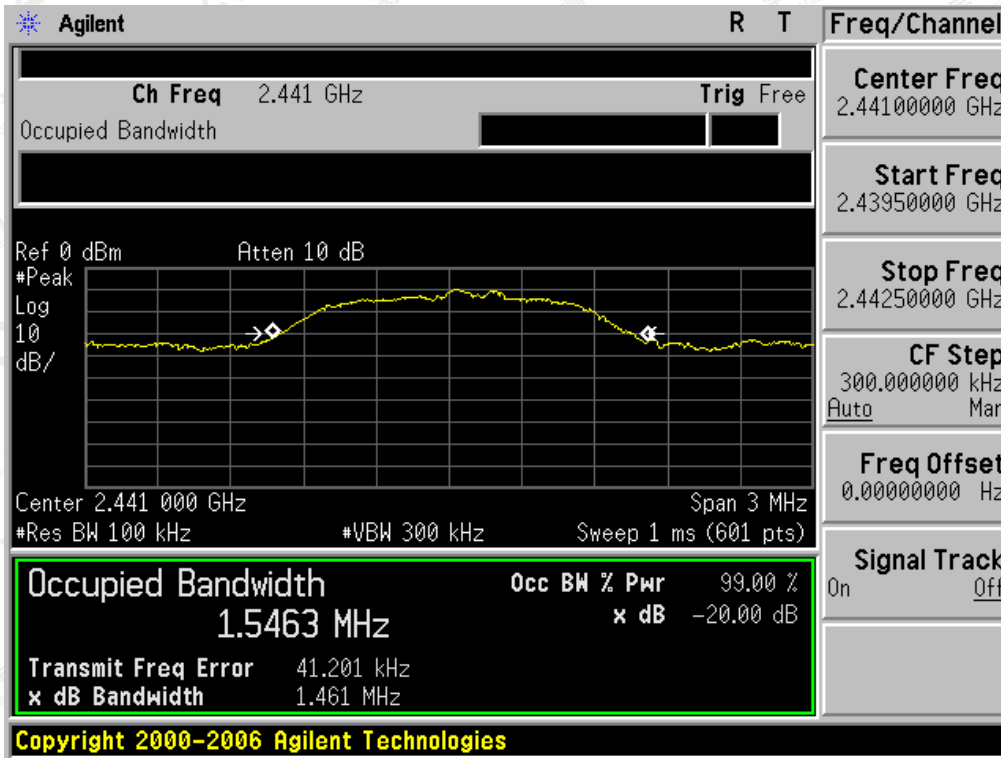 Agilent R T
Ch Freq 2.441 GHz Trig Free
Occupied Bandwidth
Ref 0 dBm Atten 10 dB
#Peak
Log
10
dB/
Center 2.441 000 GHz Span 3 MHz
#Res BW 100 kHz #VBW 300 kHz Sweep 1 ms (601 pts)
Occupied Bandwidth Occ BW % Pwr 99.00 %
1.5463 MHz x dB -20.00 dB
Transmit Freq Error 41.201 kHz
x dB Bandwidth 1.461 MHz
Copyright 2000-2006 Agilent Technologies
Freq/Channel
Center Freq
2.44100000 GHz
Start Freq
2.43950000 GHz
Stop Freq
2.44250000 GHz
CF Step
300.000000 kHz
Auto Man
Freq Offset
0.00000000 Hz
Signal Track
On Off